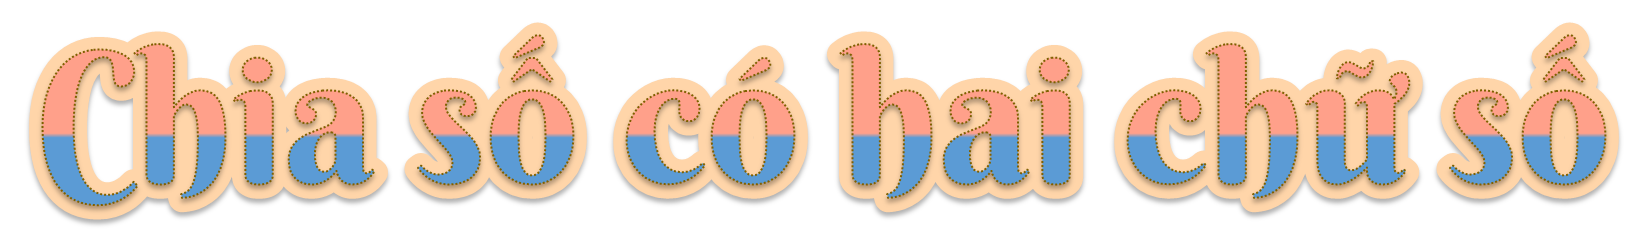 Chia số có hai chữ số